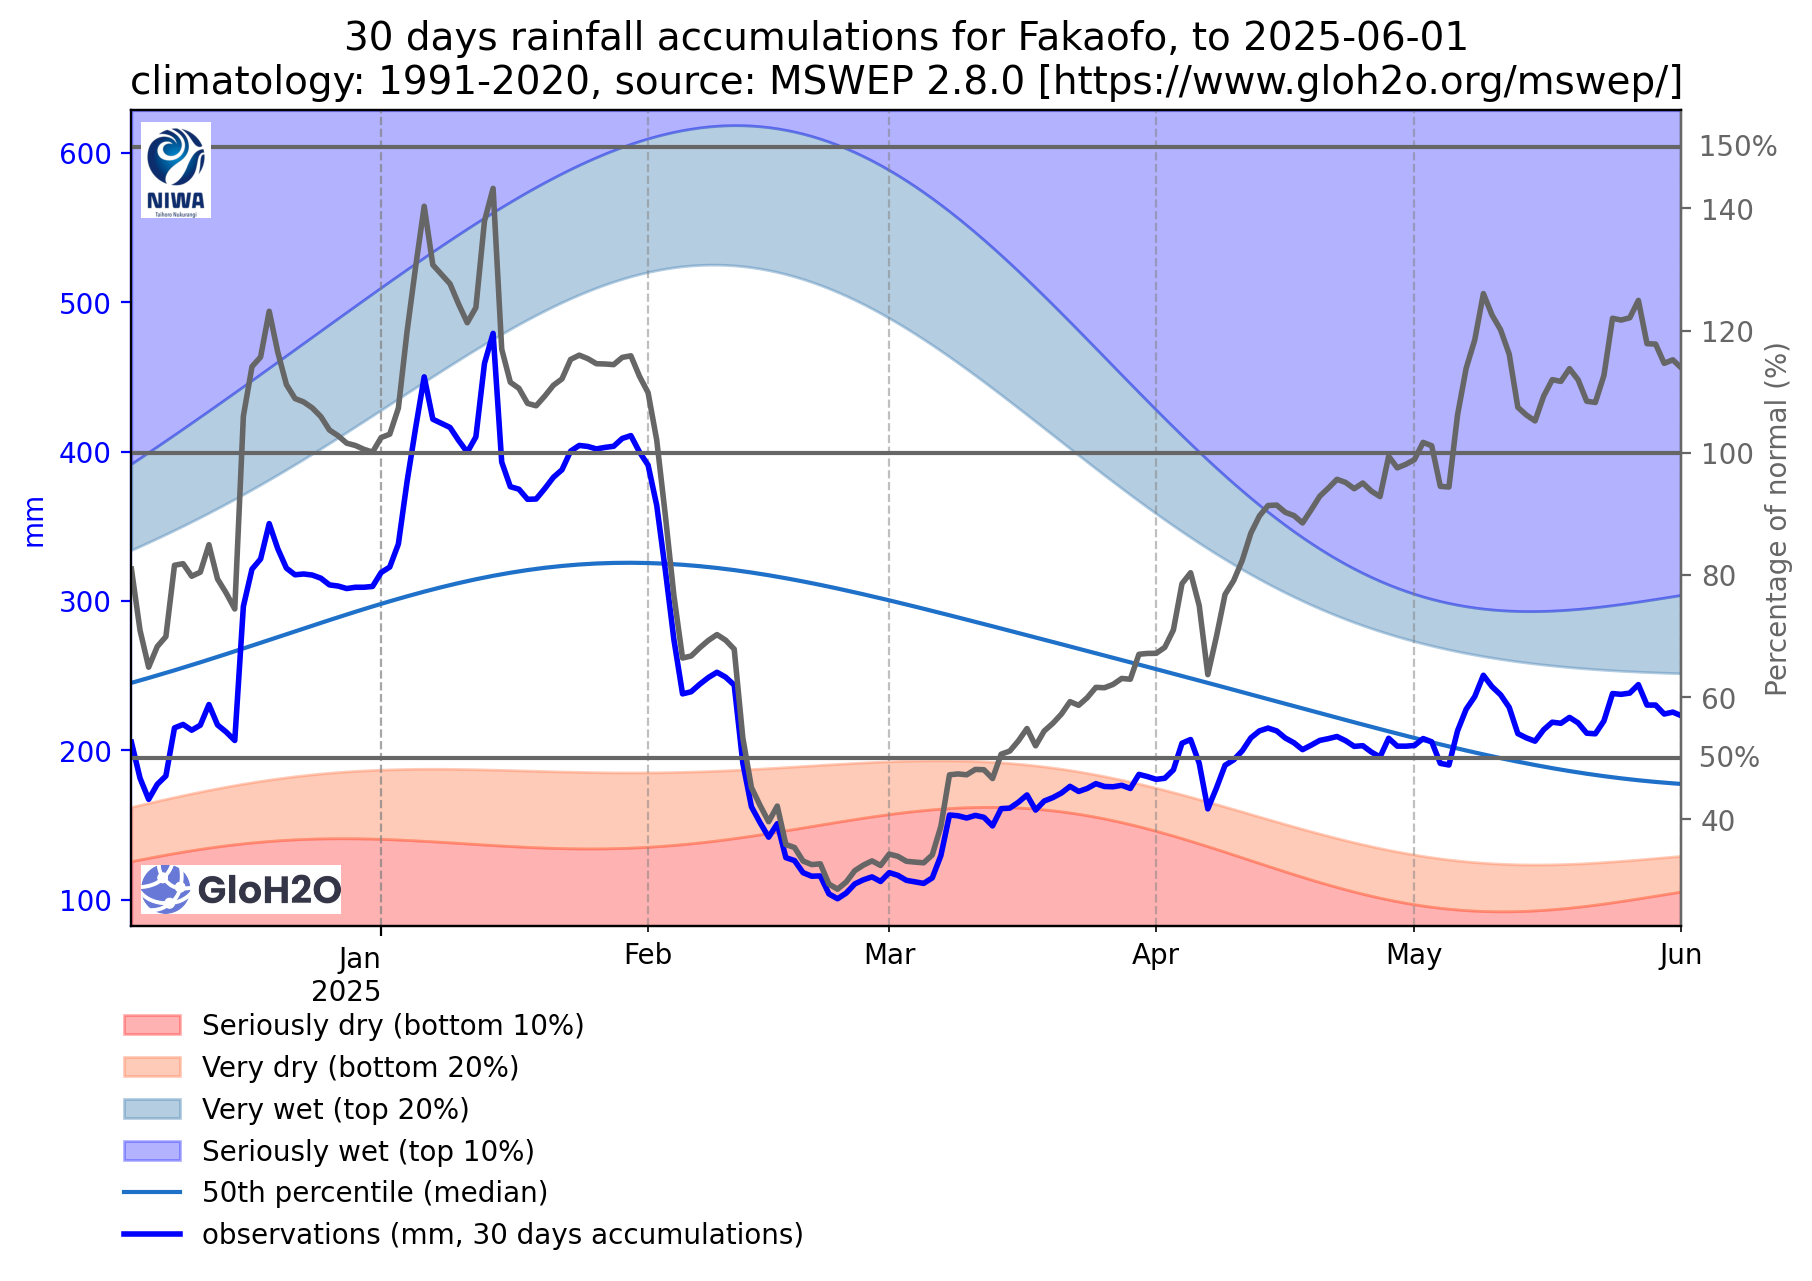 30 days rainfall accumulations for Fakaofo, to 2025-06-01
climatology: 1991-2020, source: MSWEP 2.8.0 [https://www.gloh2o.org/mswep/]
NIWA
Taihoro Nukurangi
600
500
400
300
200
100
mm
150%
140
120
100
80
60
50%
40
Percentage of normal (%)
GloH2O
Jan
2025
Feb
Mar
Apr
May
Jun
Seriously dry (bottom 10%)
Very dry (bottom 20%)
Very wet (top 20%)
Seriously wet (top 10%)
50th percentile (median)
observations (mm, 30 days accumulations)